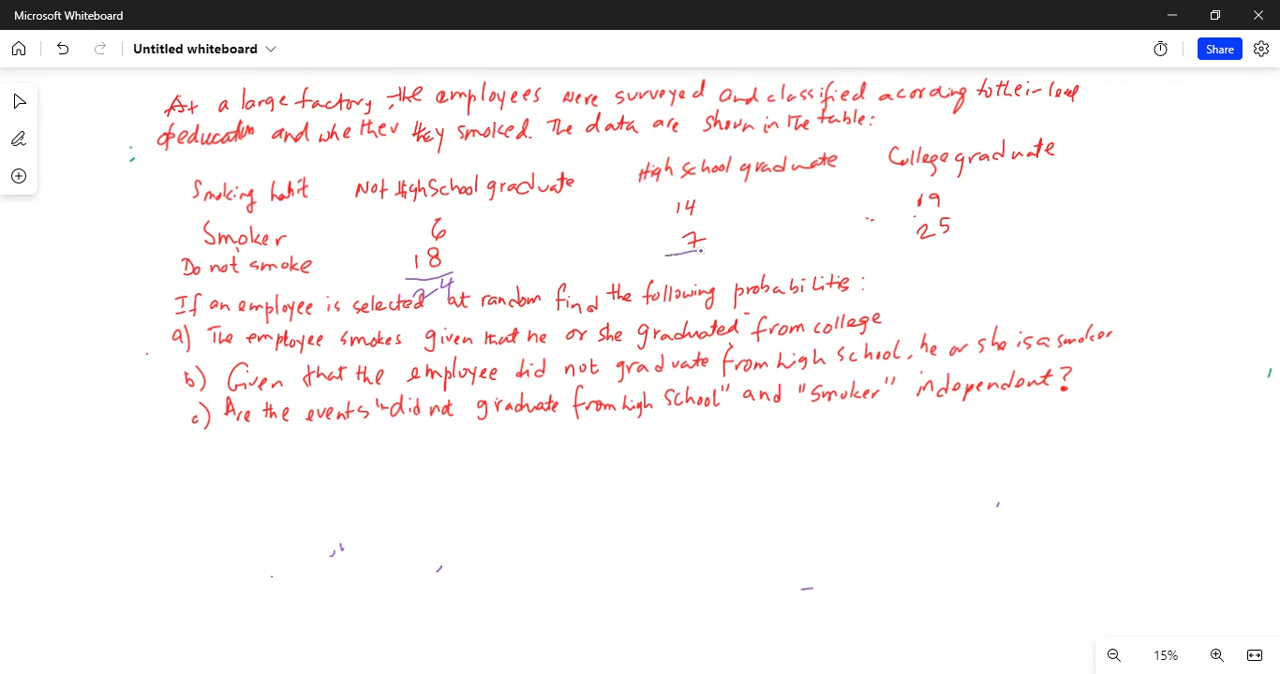 Microsoft Whiteboard
Untitled whiteboard
Share
At a large factory, the employees were surveyed and classified acording to their level
of education and whether they smoked. The data are shown in the table:
Smoking habit Not High School graduate High School graduate College graduate
Smoker 6 14 19
Do not smoke 18 7 25
24
If an employee is selected at random find the following probabilities:
a) The employee smokes given that he or she graduated from college
b) Given that the employee did not graduate from high school, he or she is a smoker
c) Are the events "did not graduate from high school" and "Smoker" independent?
15%